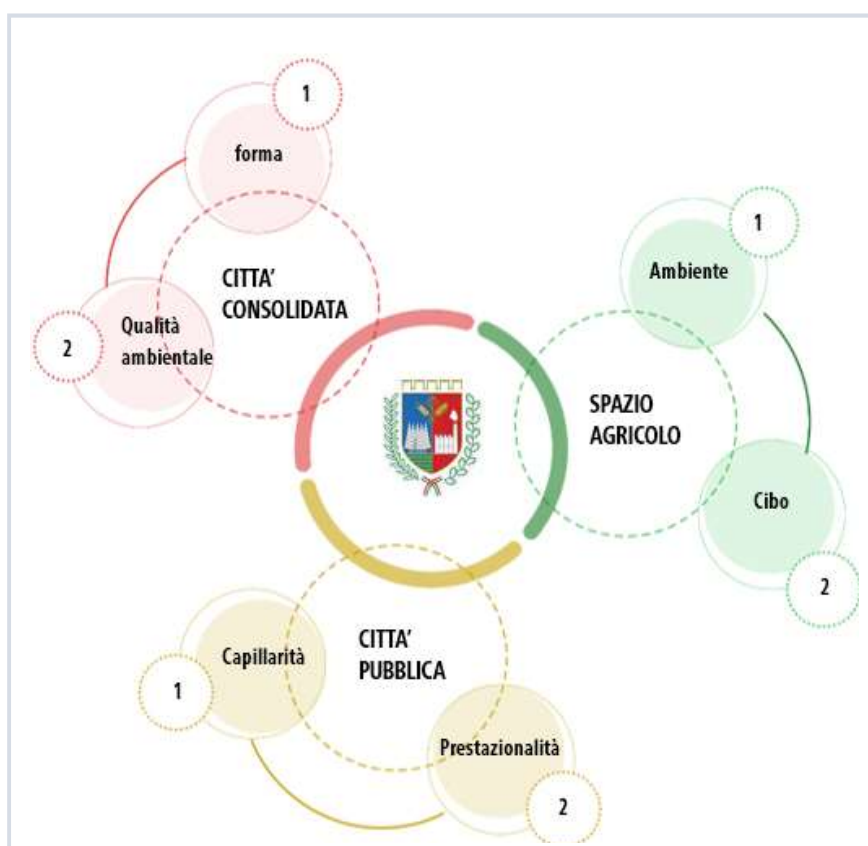 1
forma
CITTA'
CONSOLIDATA
2
Qualità
ambientale
1
Ambiente
SPAZIO
AGRICOLO
Cibo
2
Capillarità
1
CITTA'
PUBBLICA
Prestazionalità
2